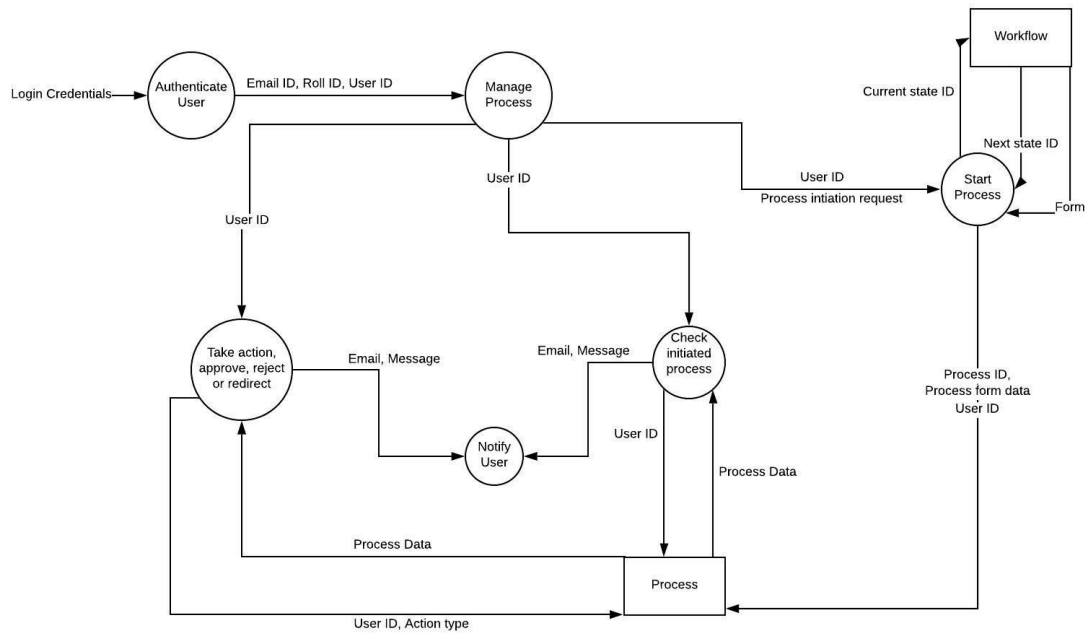 Workflow
Login Credentials
Authenticate
User
Email ID, Roll ID, User ID
Manage
Process
Current state ID
Next state ID
User ID
User ID
Process intiation request
Start
Process
Form
User ID
Take action,
approve, reject
or redirect
Email, Message
Email, Message
Check
initiated
process
Process ID,
Process form data
User ID
User ID
Notify
User
Process Data
Process Data
Process
User ID, Action type